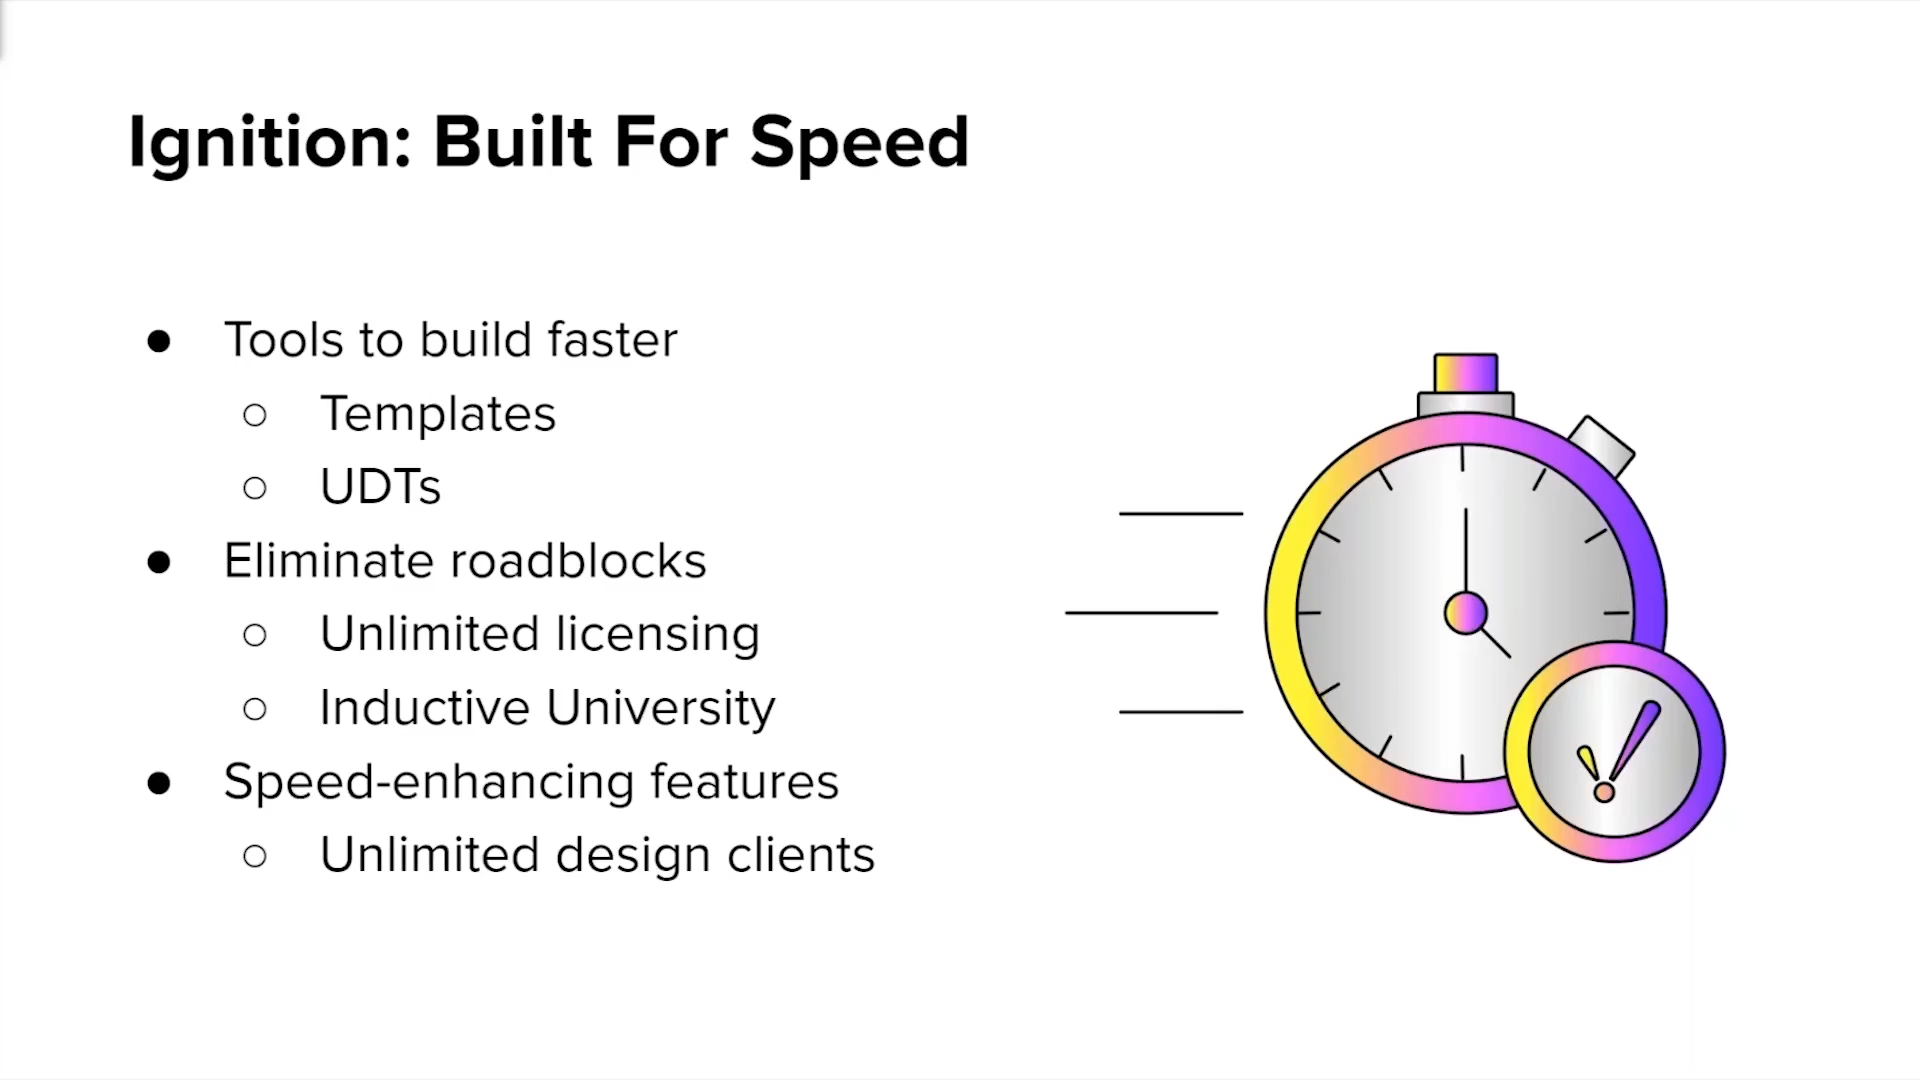 Ignition: Built For Speed
● Tools to build faster
○ Templates
○ UDTs
● Eliminate roadblocks
○ Unlimited licensing
○ Inductive University
● Speed-enhancing features
○ Unlimited design clients